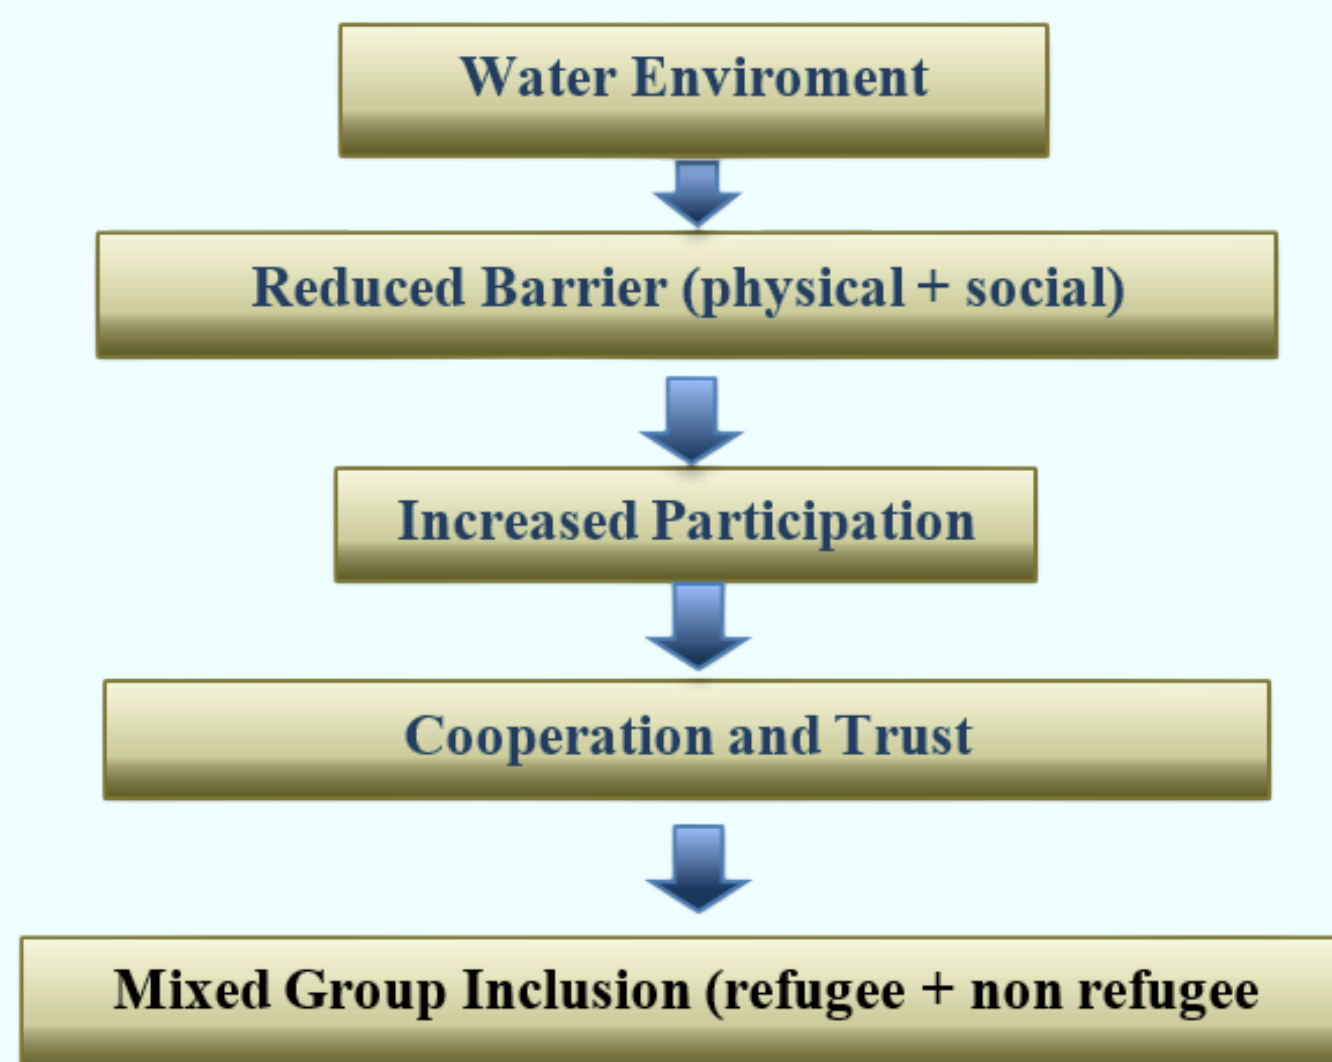 Water Enviroment
Reduced Barrier (physical + social)
Increased Participation
Cooperation and Trust
Mixed Group Inclusion (refugee + non refugee